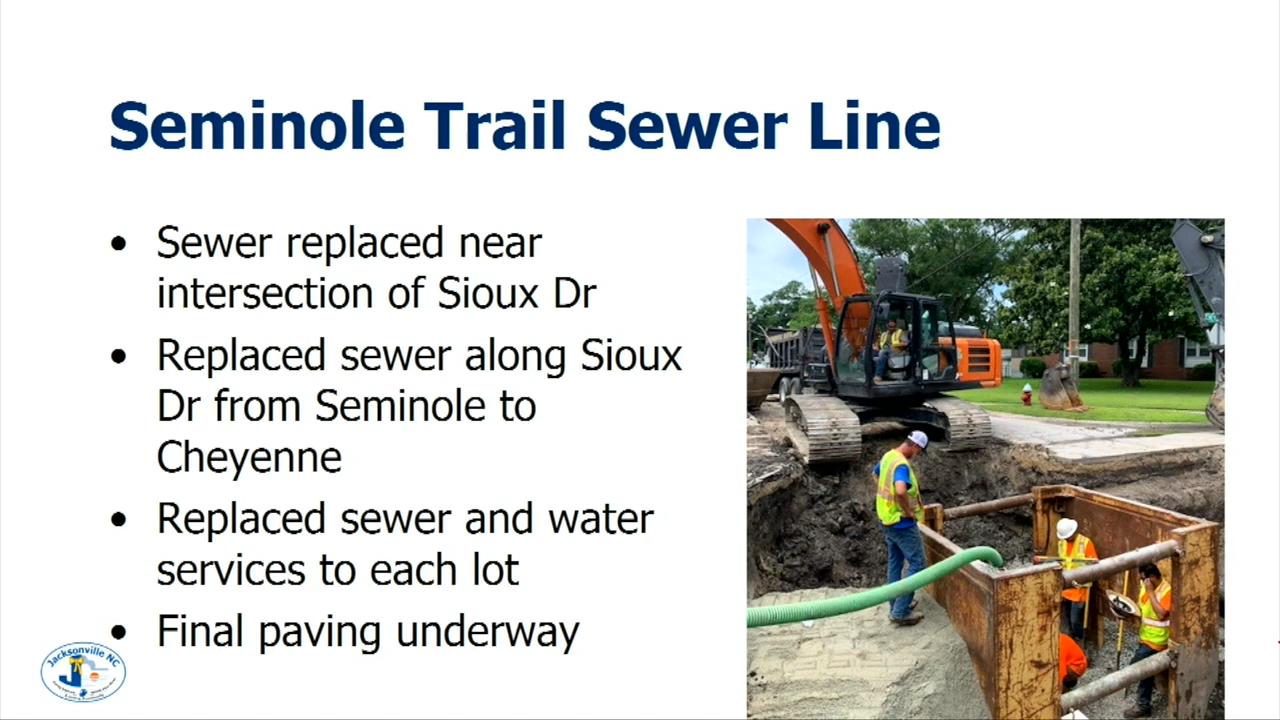 Seminole Trail Sewer Line
• Sewer replaced near
intersection of Sioux Dr
• Replaced sewer along Sioux
Dr from Seminole to
Cheyenne
• Replaced sewer and water
services to each lot
• Final paving underway
Jacksonville NC